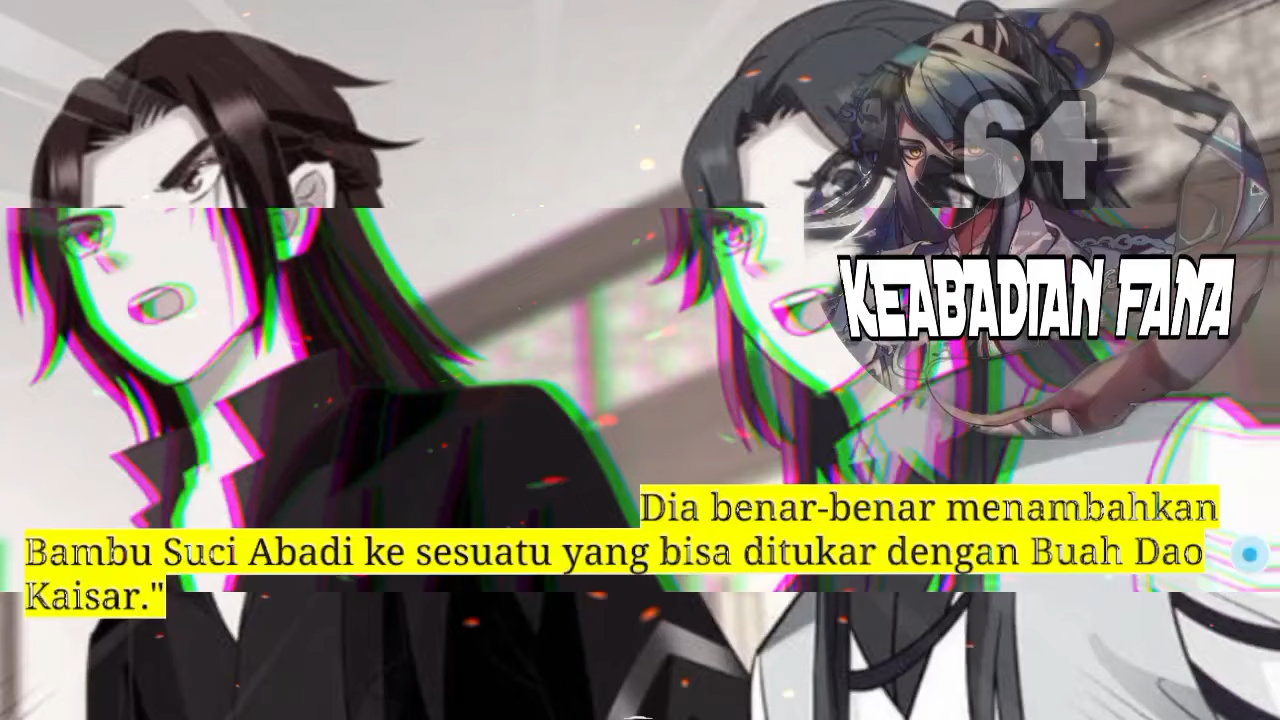 64
KEABADIAN FANA
Dia benar-benar menambahkan
Bambu Suci Abadi ke sesuatu yang bisa ditukar dengan Buah Dao
Kaisar."